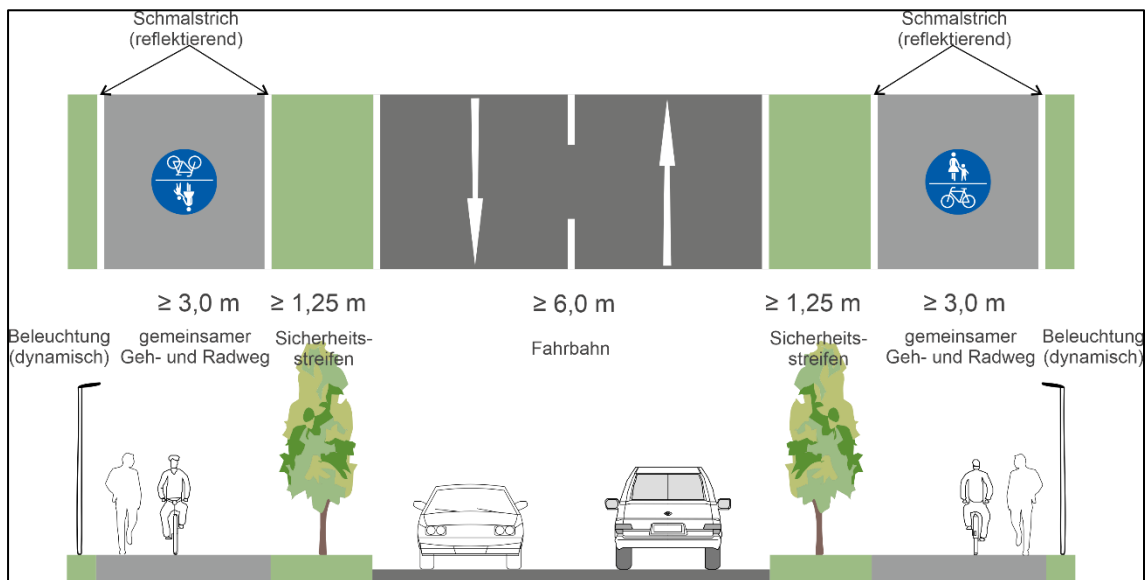 Schmalstrich
(reflektierend)
Schmalstrich
(reflektierend)
≥ 3,0 m
≥ 1,25 m
≥ 6,0 m
≥ 1,25 m
≥ 3,0 m
Beleuchtung
(dynamisch)
gemeinsamer
Geh- und Radweg
Sicherheits-
streifen
Fahrbahn
Sicherheits-
streifen
gemeinsamer
Geh- und Radweg
Beleuchtung
(dynamisch)